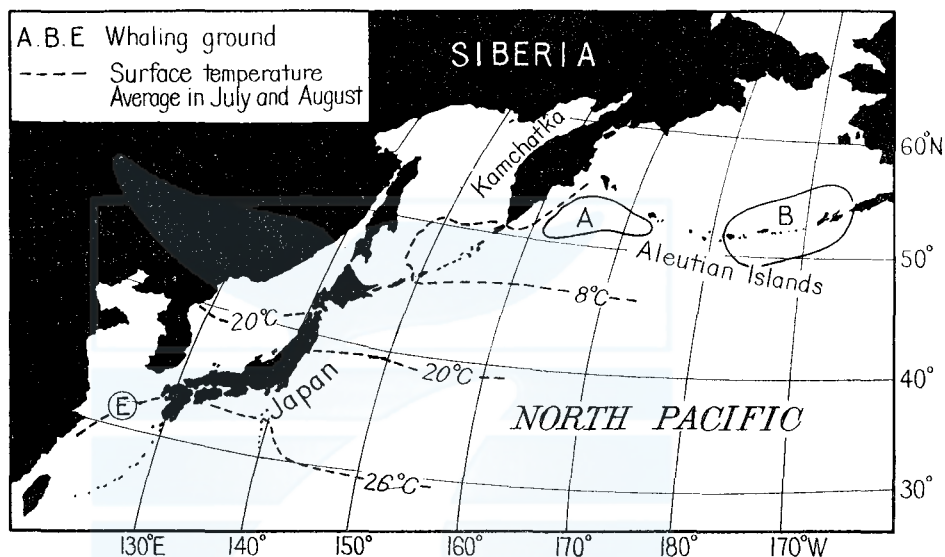 A.B.E Whaling ground
Surface temperature
Average in July and August
SIBERIA
Kamchatka
60°N
A
B
Aleutian Islands
50°
8°C
20°C
20°C
40°
Japan
E
NORTH PACIFIC
26°C
30°
130°E 140° 150° 160° 170° 180° 170°W